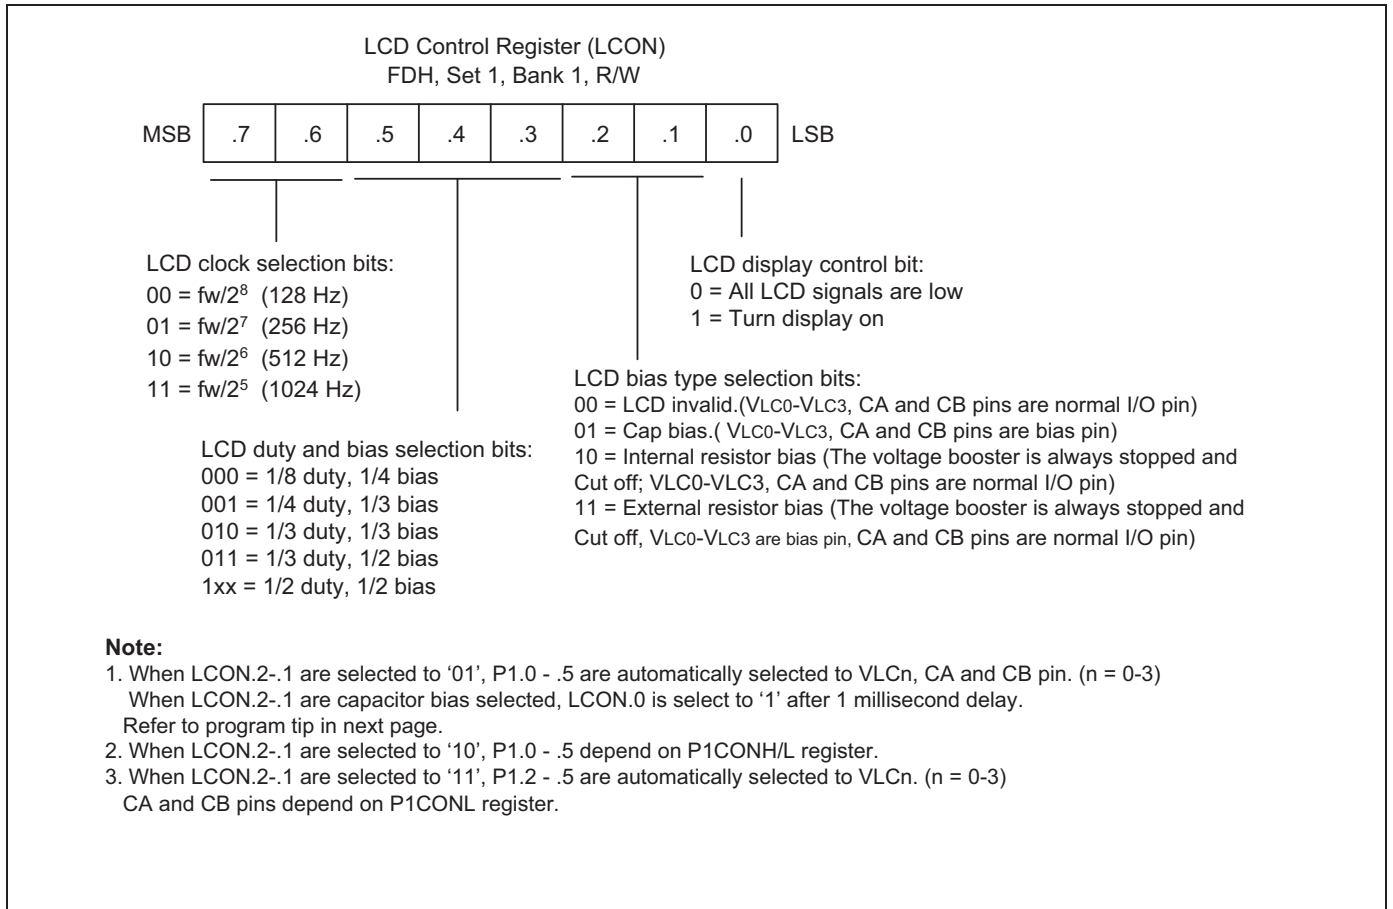 LCD Control Register (LCON)
FDH, Set 1, Bank 1, R/W
MSB .7 .6 .5 .4 .3 .2 .1 .0 LSB
LCD clock selection bits:
00 = fw/2⁸ (128 Hz)
01 = fw/2⁷ (256 Hz)
10 = fw/2⁶ (512 Hz)
11 = fw/2⁵ (1024 Hz)
LCD duty and bias selection bits:
000 = 1/8 duty, 1/4 bias
001 = 1/4 duty, 1/3 bias
010 = 1/3 duty, 1/3 bias
011 = 1/3 duty, 1/2 bias
1xx = 1/2 duty, 1/2 bias
LCD display control bit:
0 = All LCD signals are low
1 = Turn display on
LCD bias type selection bits:
00 = LCD invalid.(VLC0-VLC3, CA and CB pins are normal I/O pin)
01 = Cap bias.( VLC0-VLC3, CA and CB pins are bias pin)
10 = Internal resistor bias (The voltage booster is always stopped and
Cut off; VLC0-VLC3, CA and CB pins are normal I/O pin)
11 = External resistor bias (The voltage booster is always stopped and
Cut off, VLC0-VLC3 are bias pin, CA and CB pins are normal I/O pin)
Note:
1. When LCON.2-.1 are selected to ‘01’, P1.0 - .5 are automatically selected to VLCn, CA and CB pin. (n = 0-3)
When LCON.2-.1 are capacitor bias selected, LCON.0 is select to ‘1’ after 1 millisecond delay.
Refer to program tip in next page.
2. When LCON.2-.1 are selected to ‘10’, P1.0 - .5 depend on P1CONH/L register.
3. When LCON.2-.1 are selected to ‘11’, P1.2 - .5 are automatically selected to VLCn. (n = 0-3)
CA and CB pins depend on P1CONL register.